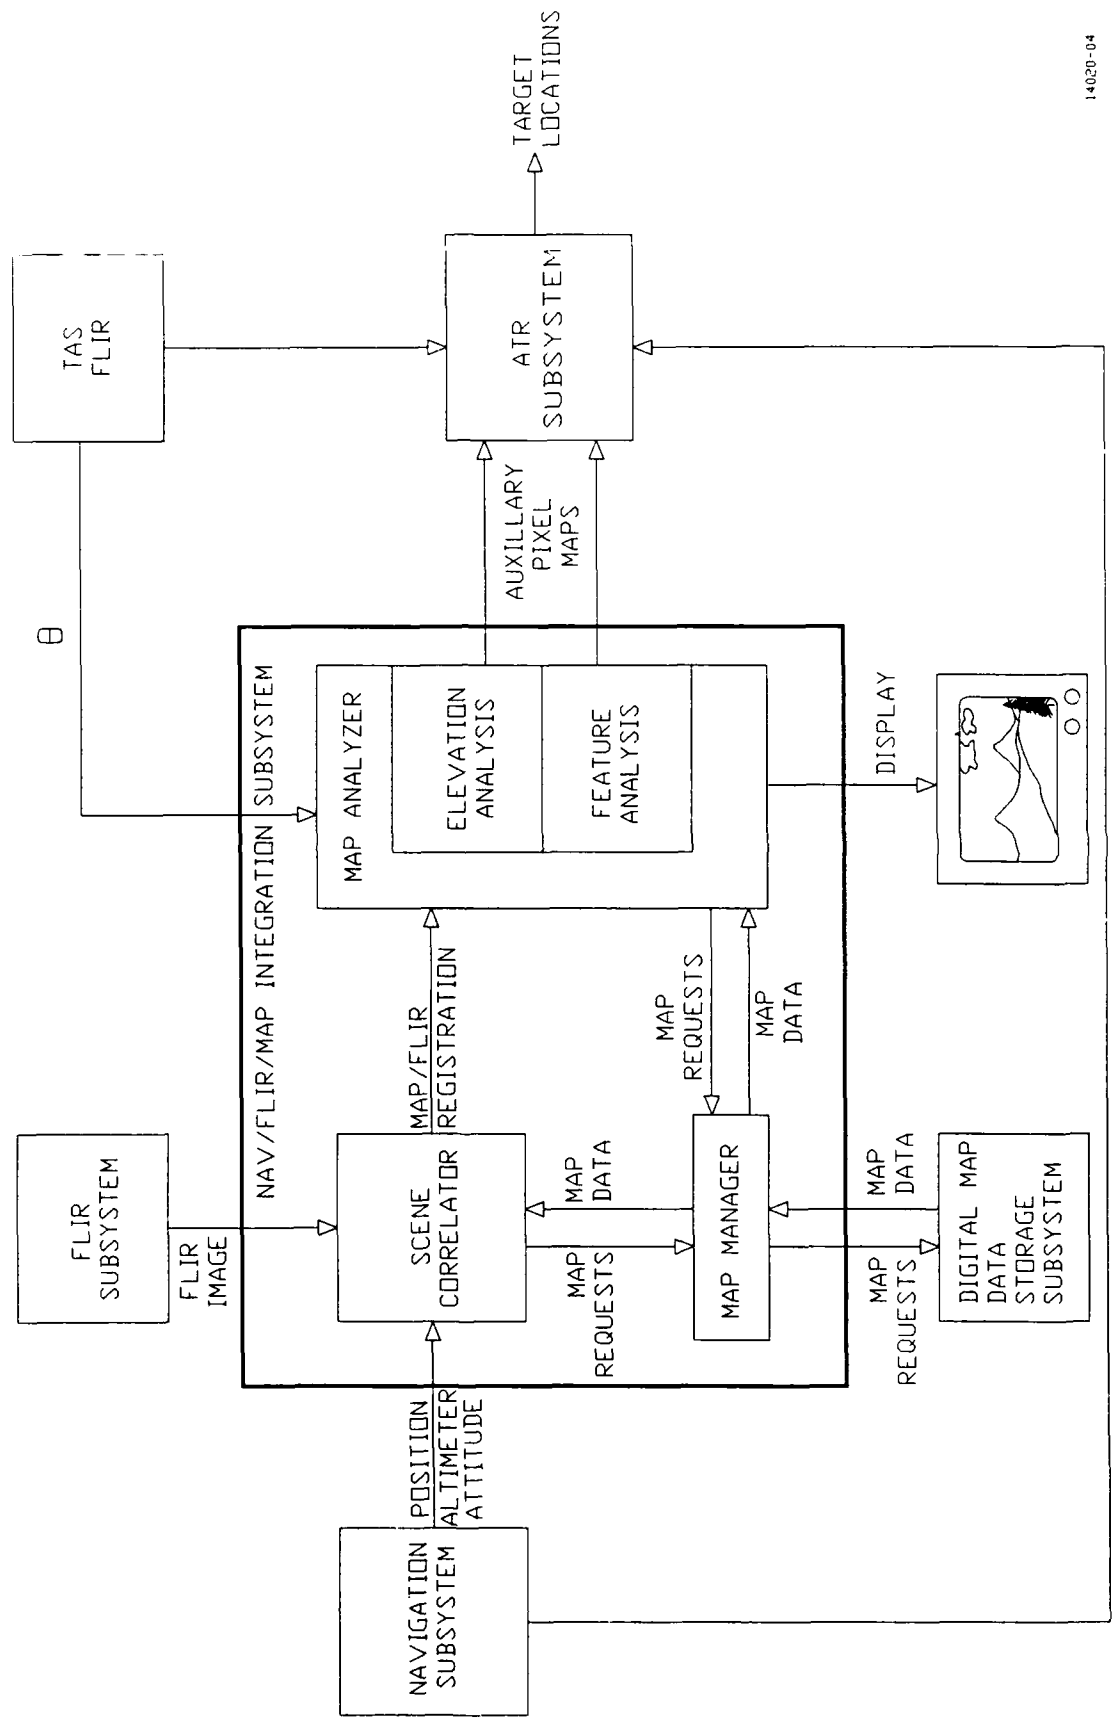 FLIR
SUBSYSTEM
TAS
FLIR
FLIR
IMAGE
θ
NAV/FLIR/MAP INTEGRATION SUBSYSTEM
NAVIGATION
SUBSYSTEM
POSITION
ALTIMETER
ATTITUDE
SCENE
CORRELATOR
MAP/FLIR
REGISTRATION
MAP ANALYZER
ELEVATION
ANALYSIS
FEATURE
ANALYSIS
AUXILLARY
PIXEL
MAPS
ATR
SUBSYSTEM
TARGET
LOCATIONS
MAP
REQUESTS
MAP
DATA
MAP
REQUESTS
MAP
DATA
MAP MANAGER
MAP
REQUESTS
MAP
DATA
DISPLAY
DIGITAL MAP
DATA
STORAGE
SUBSYSTEM
14020-04